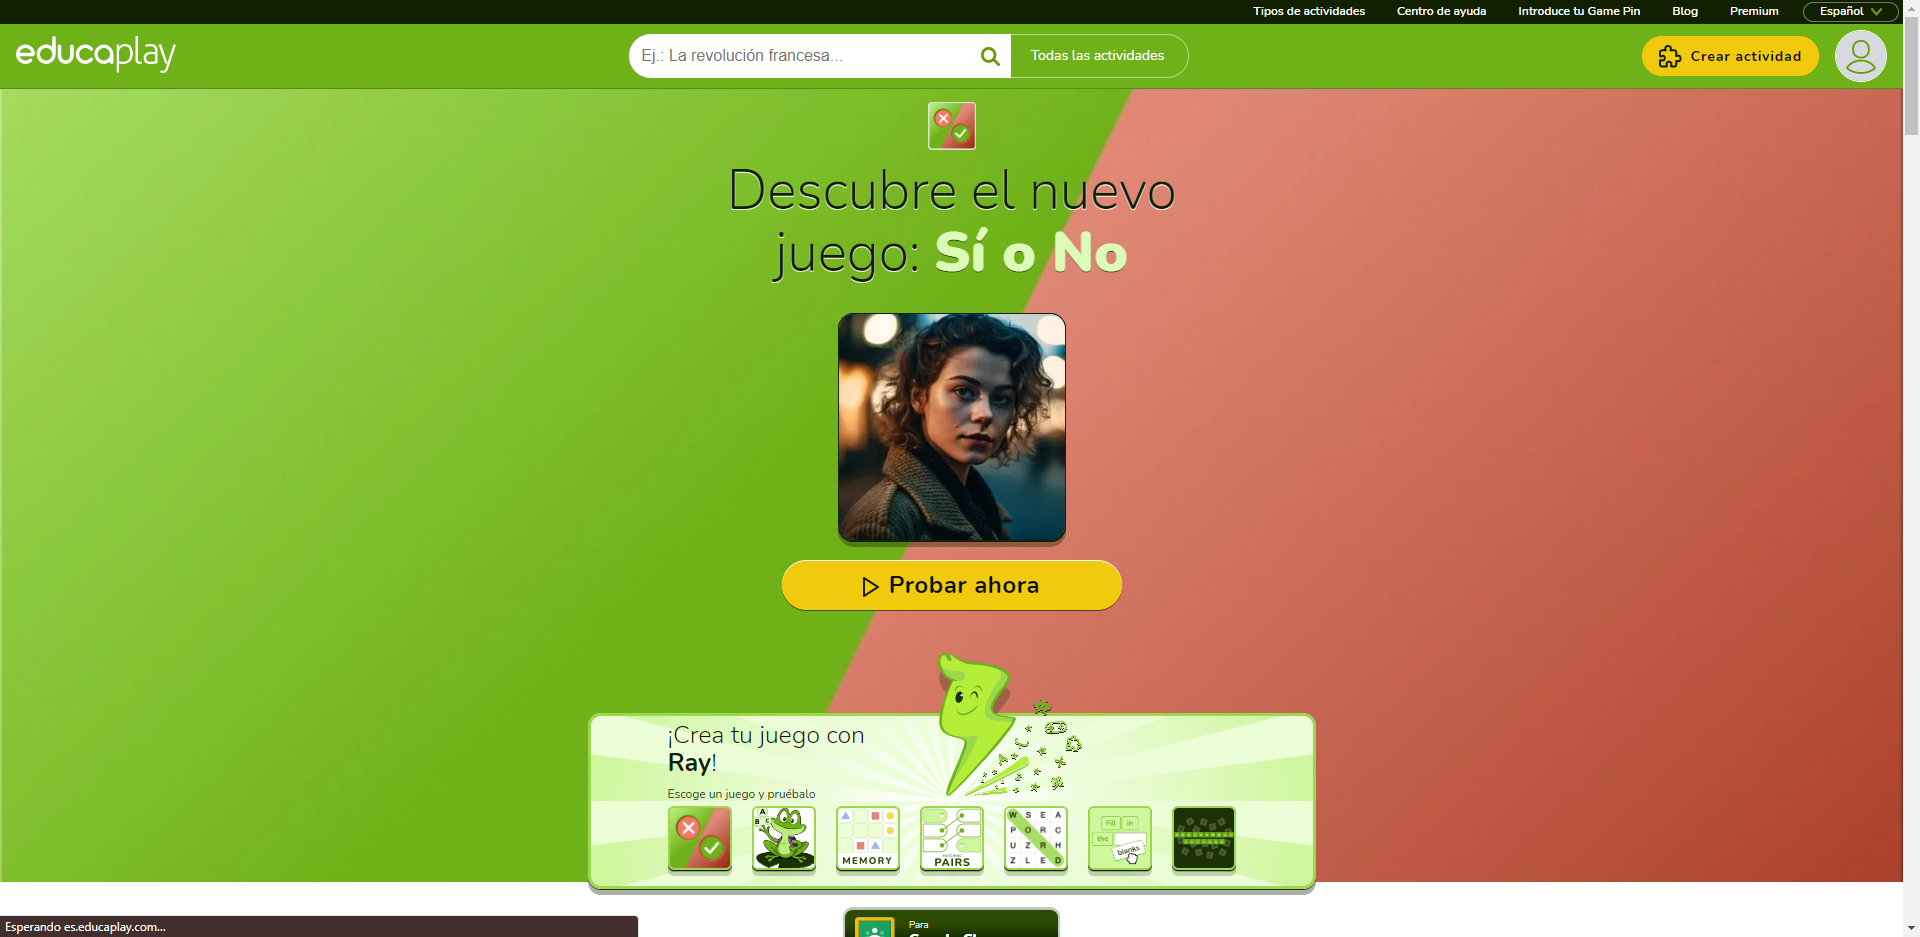 Tipos de actividades
Centro de ayuda
Introduce tu Game Pin
Blog
Premium
Español
educaplay
Ej.: La revolución francesa...
Todas las actividades
Crear actividad
Descubre el nuevo
juego: Sí o No
Probar ahora
¡Crea tu juego con
Ray!
Escoge un juego y pruébalo
A
B C
MEMORY
PAIRS
W S E A
P O R C
U Z R H
Z L E D
Fill in
the
blanks
Para
Esperando es.educaplay.com...